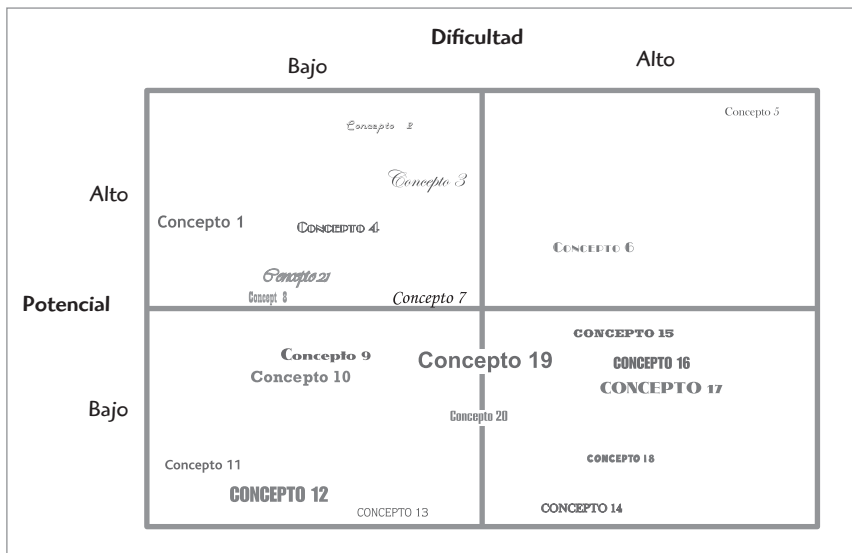 Dificultad
Bajo
Alto
Concepto 5
Concepto 2
Concepto 3
Alto
Concepto 1
CONCEPTO 4
CONCEPTO 6
Concepto 21
Concept 8
Concepto 7
Potencial
CONCEPTO 15
Concepto 9
Concepto 19
CONCEPTO 16
Concepto 10
CONCEPTO 17
Bajo
Concepto 20
Concepto 11
CONCEPTO 18
CONCEPTO 12
CONCEPTO 13
CONCEPTO 14